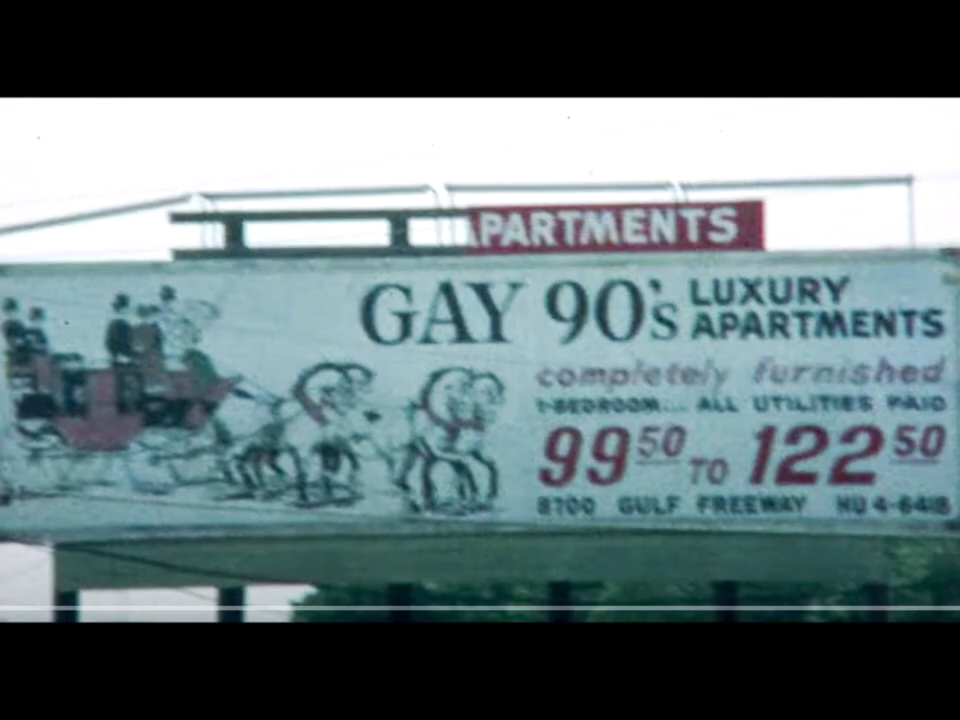 PARTMENTS
GAY 90's LUXURY APARTMENTS
completely furnished
1-BEDROOM... ALL UTILITIES PAID
99 50 TO 122 50
8700 GULF FREEWAY HU 4-6418